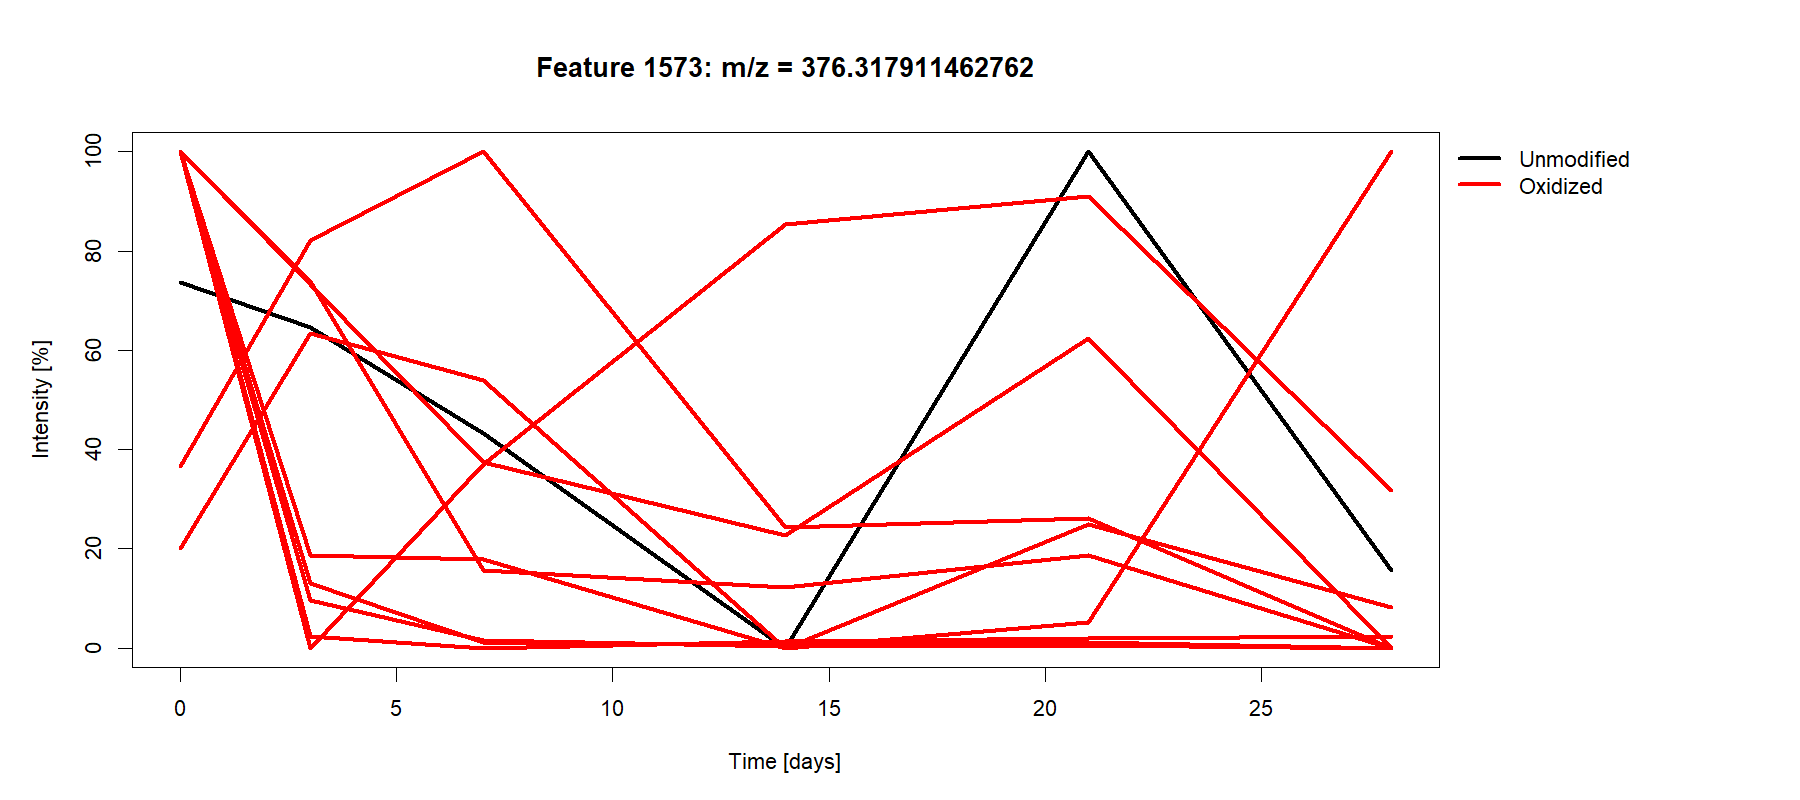 Feature 1573: m/z = 376.317911462762
Unmodified
Oxidized
Intensity [%]
100
80
60
40
20
0
0 5 10 15 20 25
Time [days]